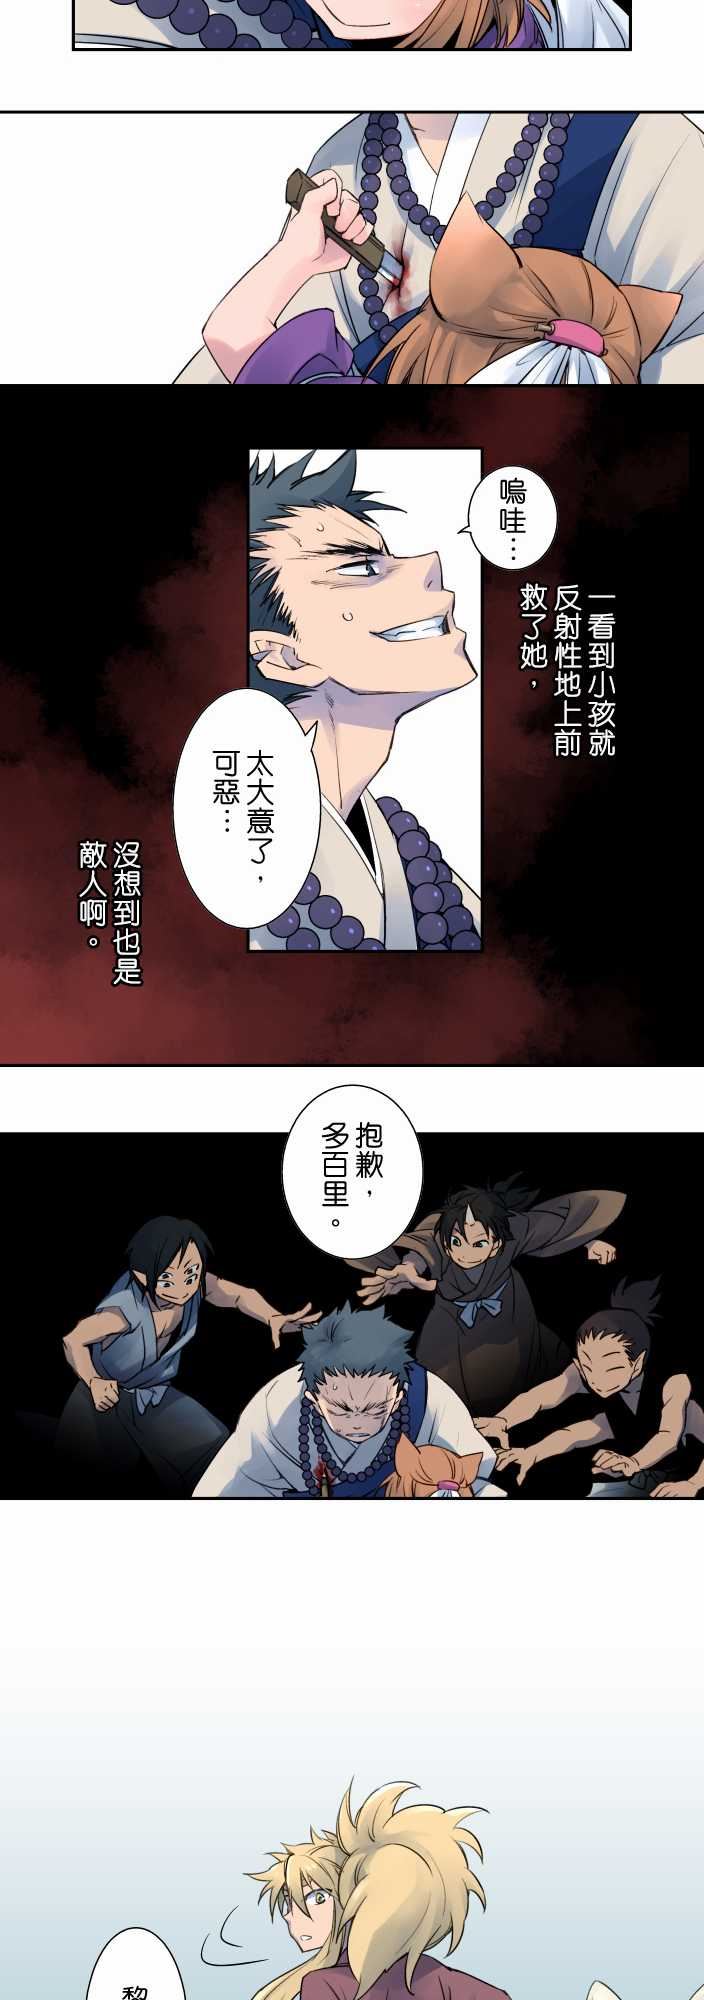 嗚哇…
一看到小孩就
反射性地上前
救了她，
太大意了，
可惡…
沒想到也是
敵人啊。
抱歉，
多百里。
黎